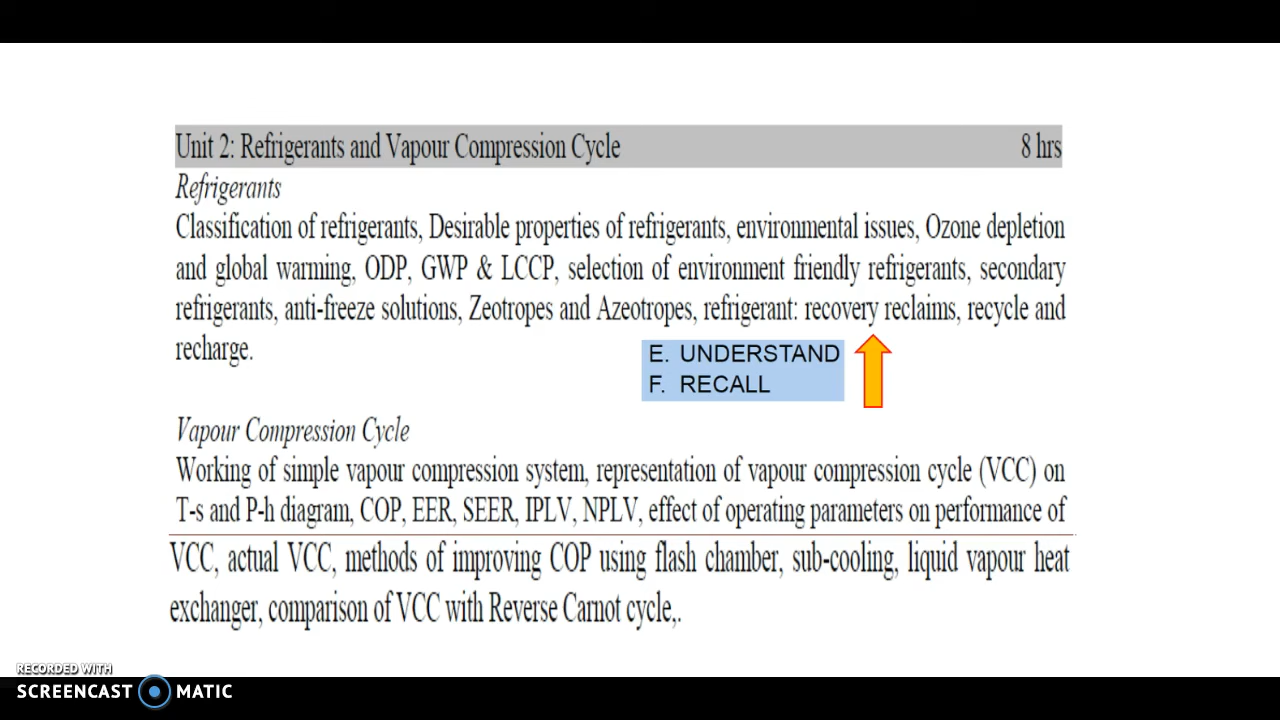 Unit 2: Refrigerants and Vapour Compression Cycle 8 hrs
Refrigerants
Classification of refrigerants, Desirable properties of refrigerants, environmental issues, Ozone depletion
and global warming, ODP, GWP & LCCP, selection of environment friendly refrigerants, secondary
refrigerants, anti-freeze solutions, Zeotropes and Azeotropes, refrigerant: recovery reclaims, recycle and
recharge.
E. UNDERSTAND
F. RECALL
Vapour Compression Cycle
Working of simple vapour compression system, representation of vapour compression cycle (VCC) on
T-s and P-h diagram, COP, EER, SEER, IPLV, NPLV, effect of operating parameters on performance of
VCC, actual VCC, methods of improving COP using flash chamber, sub-cooling, liquid vapour heat
exchanger, comparison of VCC with Reverse Carnot cycle,.
RECORDED WITH
SCREENCAST MATIC